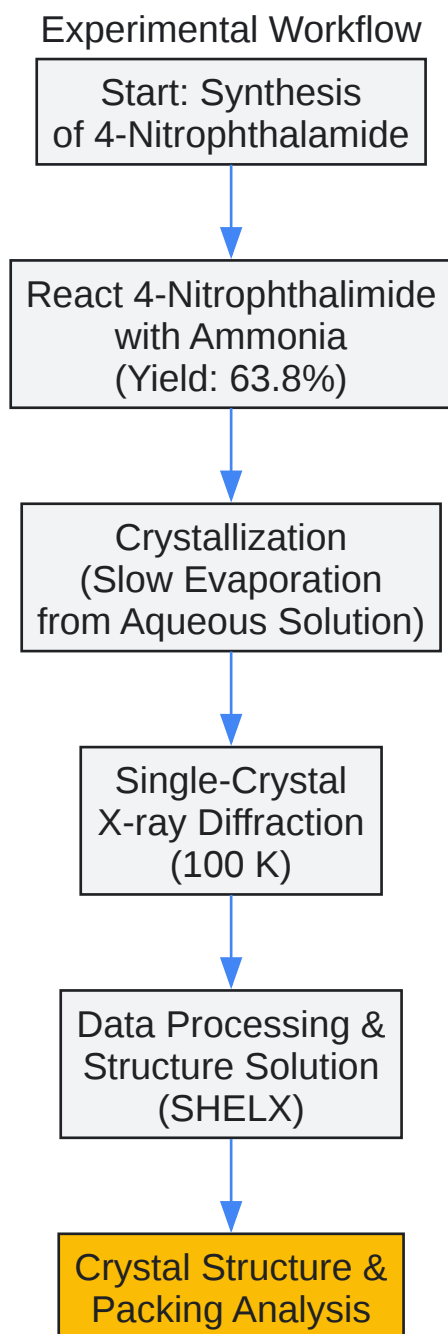 Experimental Workflow
Start: Synthesis
of 4-Nitrophthalamide
React 4-Nitrophthalimide
with Ammonia
(Yield: 63.8%)
Crystallization
(Slow Evaporation
from Aqueous Solution)
Single-Crystal
X-ray Diffraction
(100 K)
Data Processing &
Structure Solution
(SHELX)
Crystal Structure &
Packing Analysis